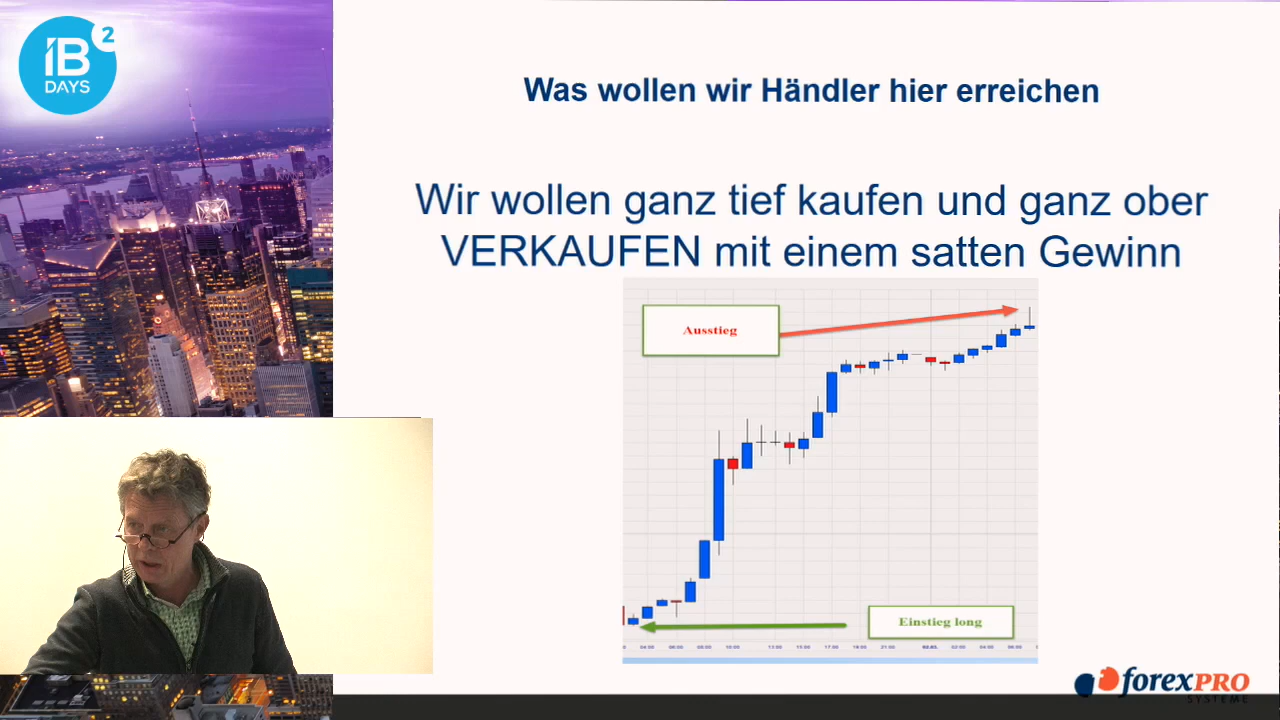 IB 2
DAYS
Was wollen wir Händler hier erreichen
Wir wollen ganz tief kaufen und ganz ober
VERKAUFEN mit einem satten Gewinn
Ausstieg
Einstieg long
forexPRO
SYSTEME